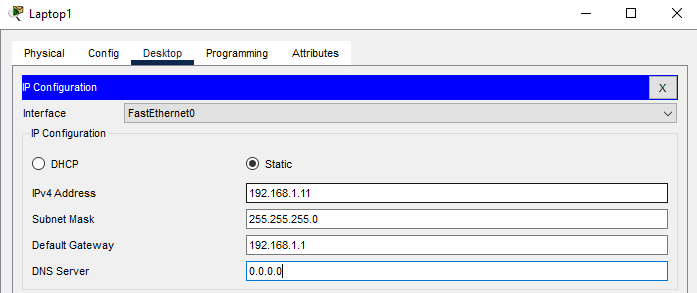 Laptop1
Physical Config Desktop Programming Attributes
IP Configuration X
Interface FastEthernet0
IP Configuration
DHCP Static
IPv4 Address 192.168.1.11
Subnet Mask 255.255.255.0
Default Gateway 192.168.1.1
DNS Server 0.0.0.0